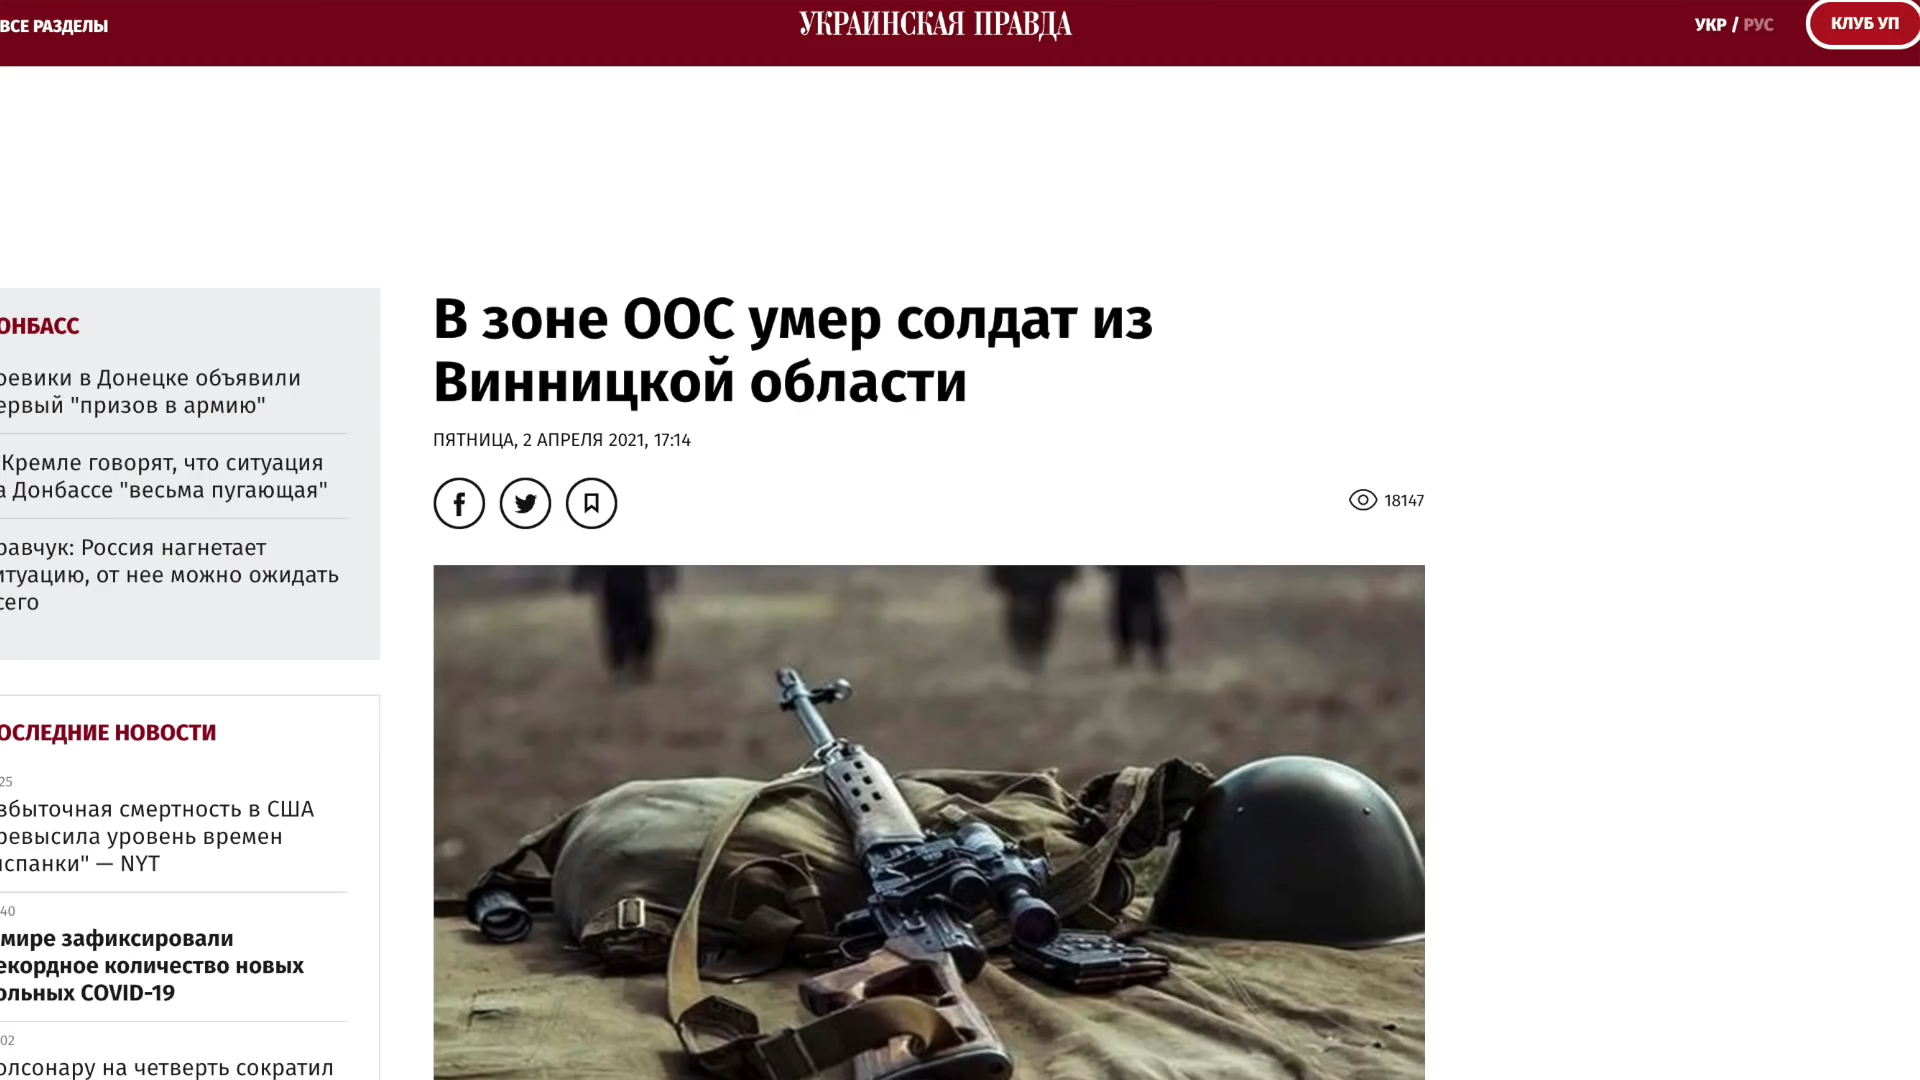 ВСЕ РАЗДЕЛЫ
УКРАИНСКАЯ ПРАВДА
УКР / РУС
КЛУБ УП
ОНБАСС
оевики в Донецке объявили
ервый "призов в армию"
Кремле говорят, что ситуация
а Донбассе "весьма пугающая"
равчук: Россия нагнетает
итуацию, от нее можно ожидать
сего
ОСЛЕДНИЕ НОВОСТИ
25
збыточная смертность в США
ревысила уровень времен
испанки" — NYT
40
мире зафиксировали
екордное количество новых
ольных COVID-19
02
олсонару на четверть сократил
В зоне ООС умер солдат из
Винницкой области
ПЯТНИЦА, 2 АПРЕЛЯ 2021, 17:14
18147